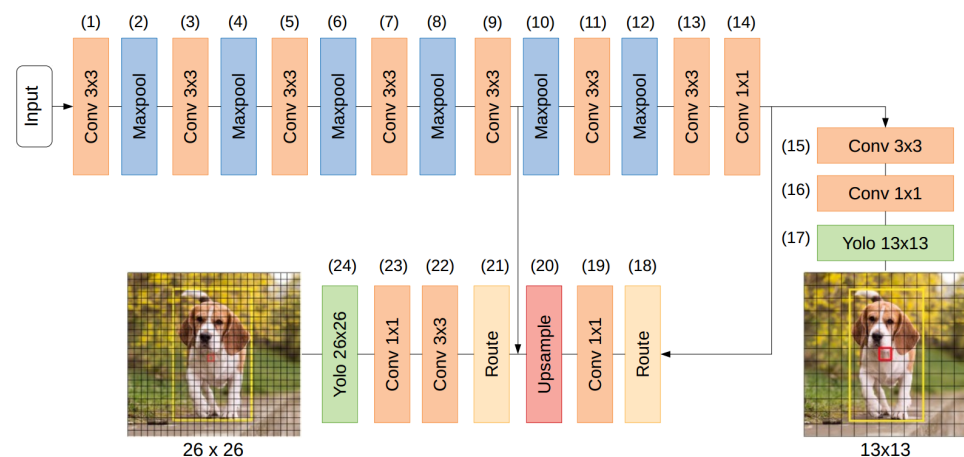 (1) (2) (3) (4) (5) (6) (7) (8) (9) (10) (11) (12) (13) (14)
Input
Conv 3x3
Maxpool
Conv 3x3
Maxpool
Conv 3x3
Maxpool
Conv 3x3
Maxpool
Conv 3x3
Maxpool
Conv 3x3
Maxpool
Conv 3x3
Conv 1x1
(15) Conv 3x3
(16) Conv 1x1
(17) Yolo 13x13
(24) (23) (22) (21) (20) (19) (18)
Yolo 26x26
Conv 1x1
Conv 3x3
Route
Upsample
Conv 1x1
Route
26 x 26
13x13